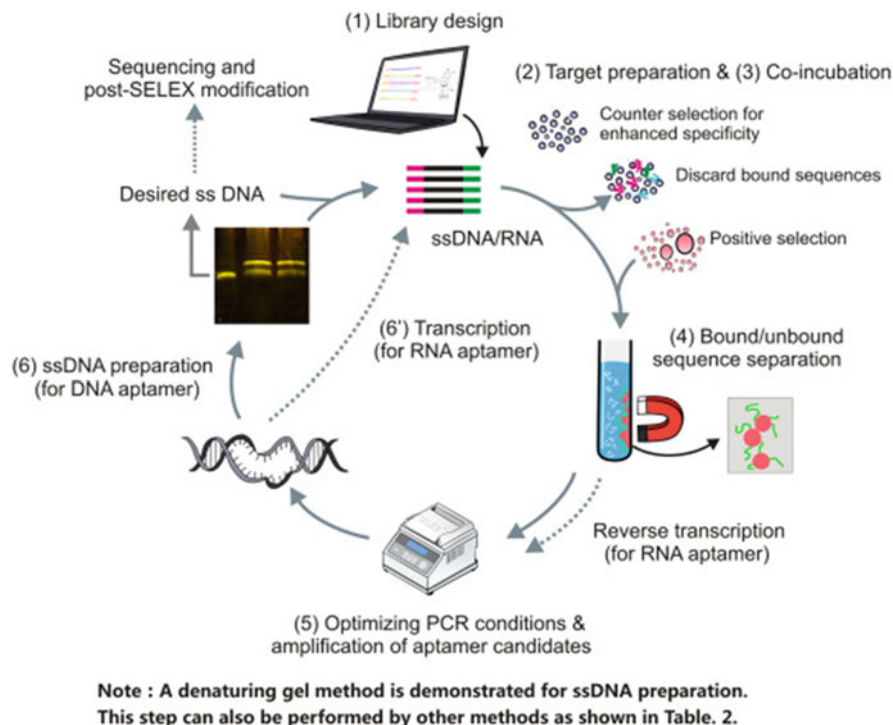 (1) Library design
Sequencing and
post-SELEX modification
(2) Target preparation & (3) Co-incubation
Counter selection for
enhanced specificity
Discard bound sequences
Desired ss DNA
ssDNA/RNA
Positive selection
(6') Transcription
(for RNA aptamer)
(4) Bound/unbound
sequence separation
(6) ssDNA preparation
(for DNA aptamer)
Reverse transcription
(for RNA aptamer)
(5) Optimizing PCR conditions &
amplification of aptamer candidates
Note : A denaturing gel method is demonstrated for ssDNA preparation.
This step can also be performed by other methods as shown in Table. 2.